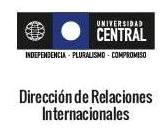 UNIVERSIDAD
CENTRAL
INDEPENDENCIA - PLURALISMO - COMPROMISO
Dirección de Relaciones
Internacionales